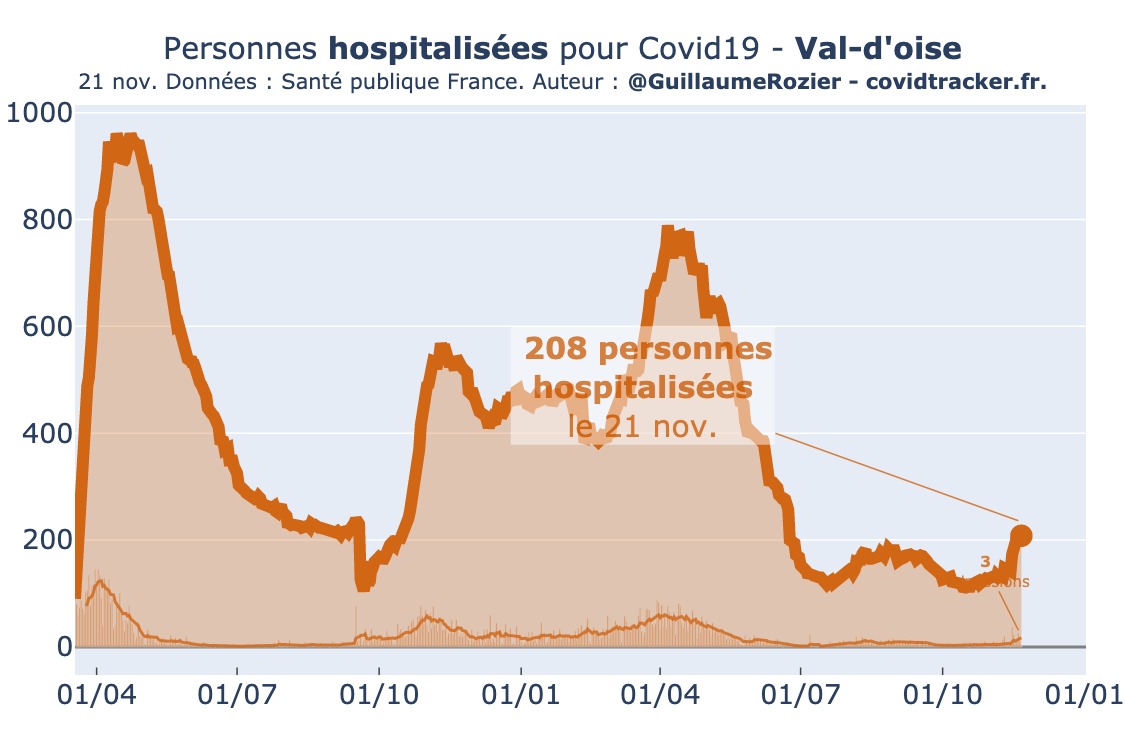 Personnes hospitalisées pour Covid19 - Val-d'oise
21 nov. Données : Santé publique France. Auteur : @GuillaumeRozier - covidtracker.fr.
1000
800
600
400
200
0
208 personnes
hospitalisées
le 21 nov.
3
01/04 01/07 01/10 01/01 01/04 01/07 01/10 01/01